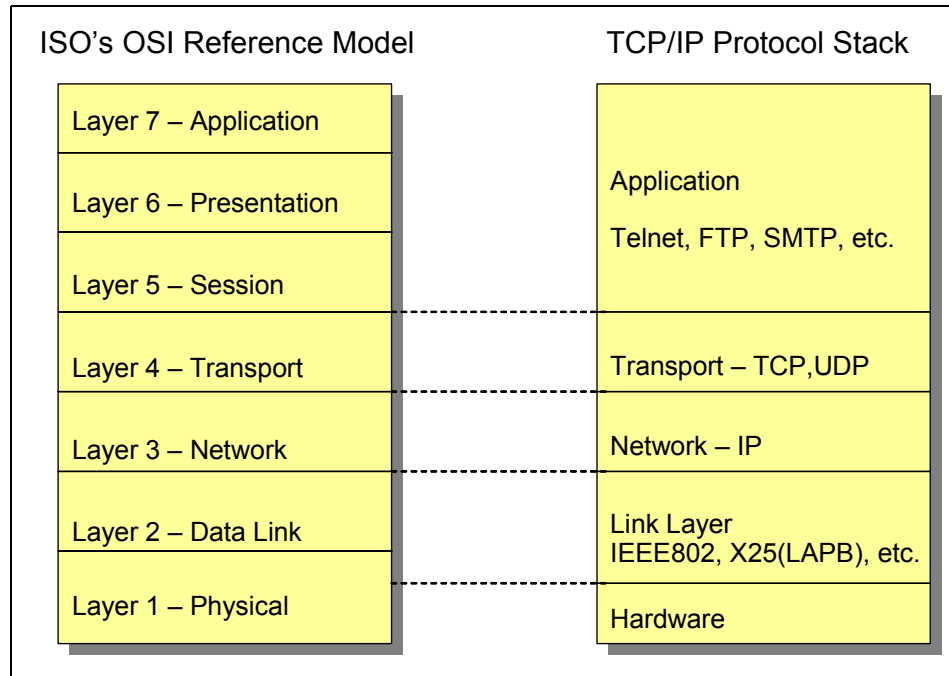 ISO’s OSI Reference Model
TCP/IP Protocol Stack
Layer 7 – Application
Layer 6 – Presentation
Layer 5 – Session
Layer 4 – Transport
Layer 3 – Network
Layer 2 – Data Link
Layer 1 – Physical
Application
Telnet, FTP, SMTP, etc.
Transport – TCP,UDP
Network – IP
Link Layer
IEEE802, X25(LAPB), etc.
Hardware